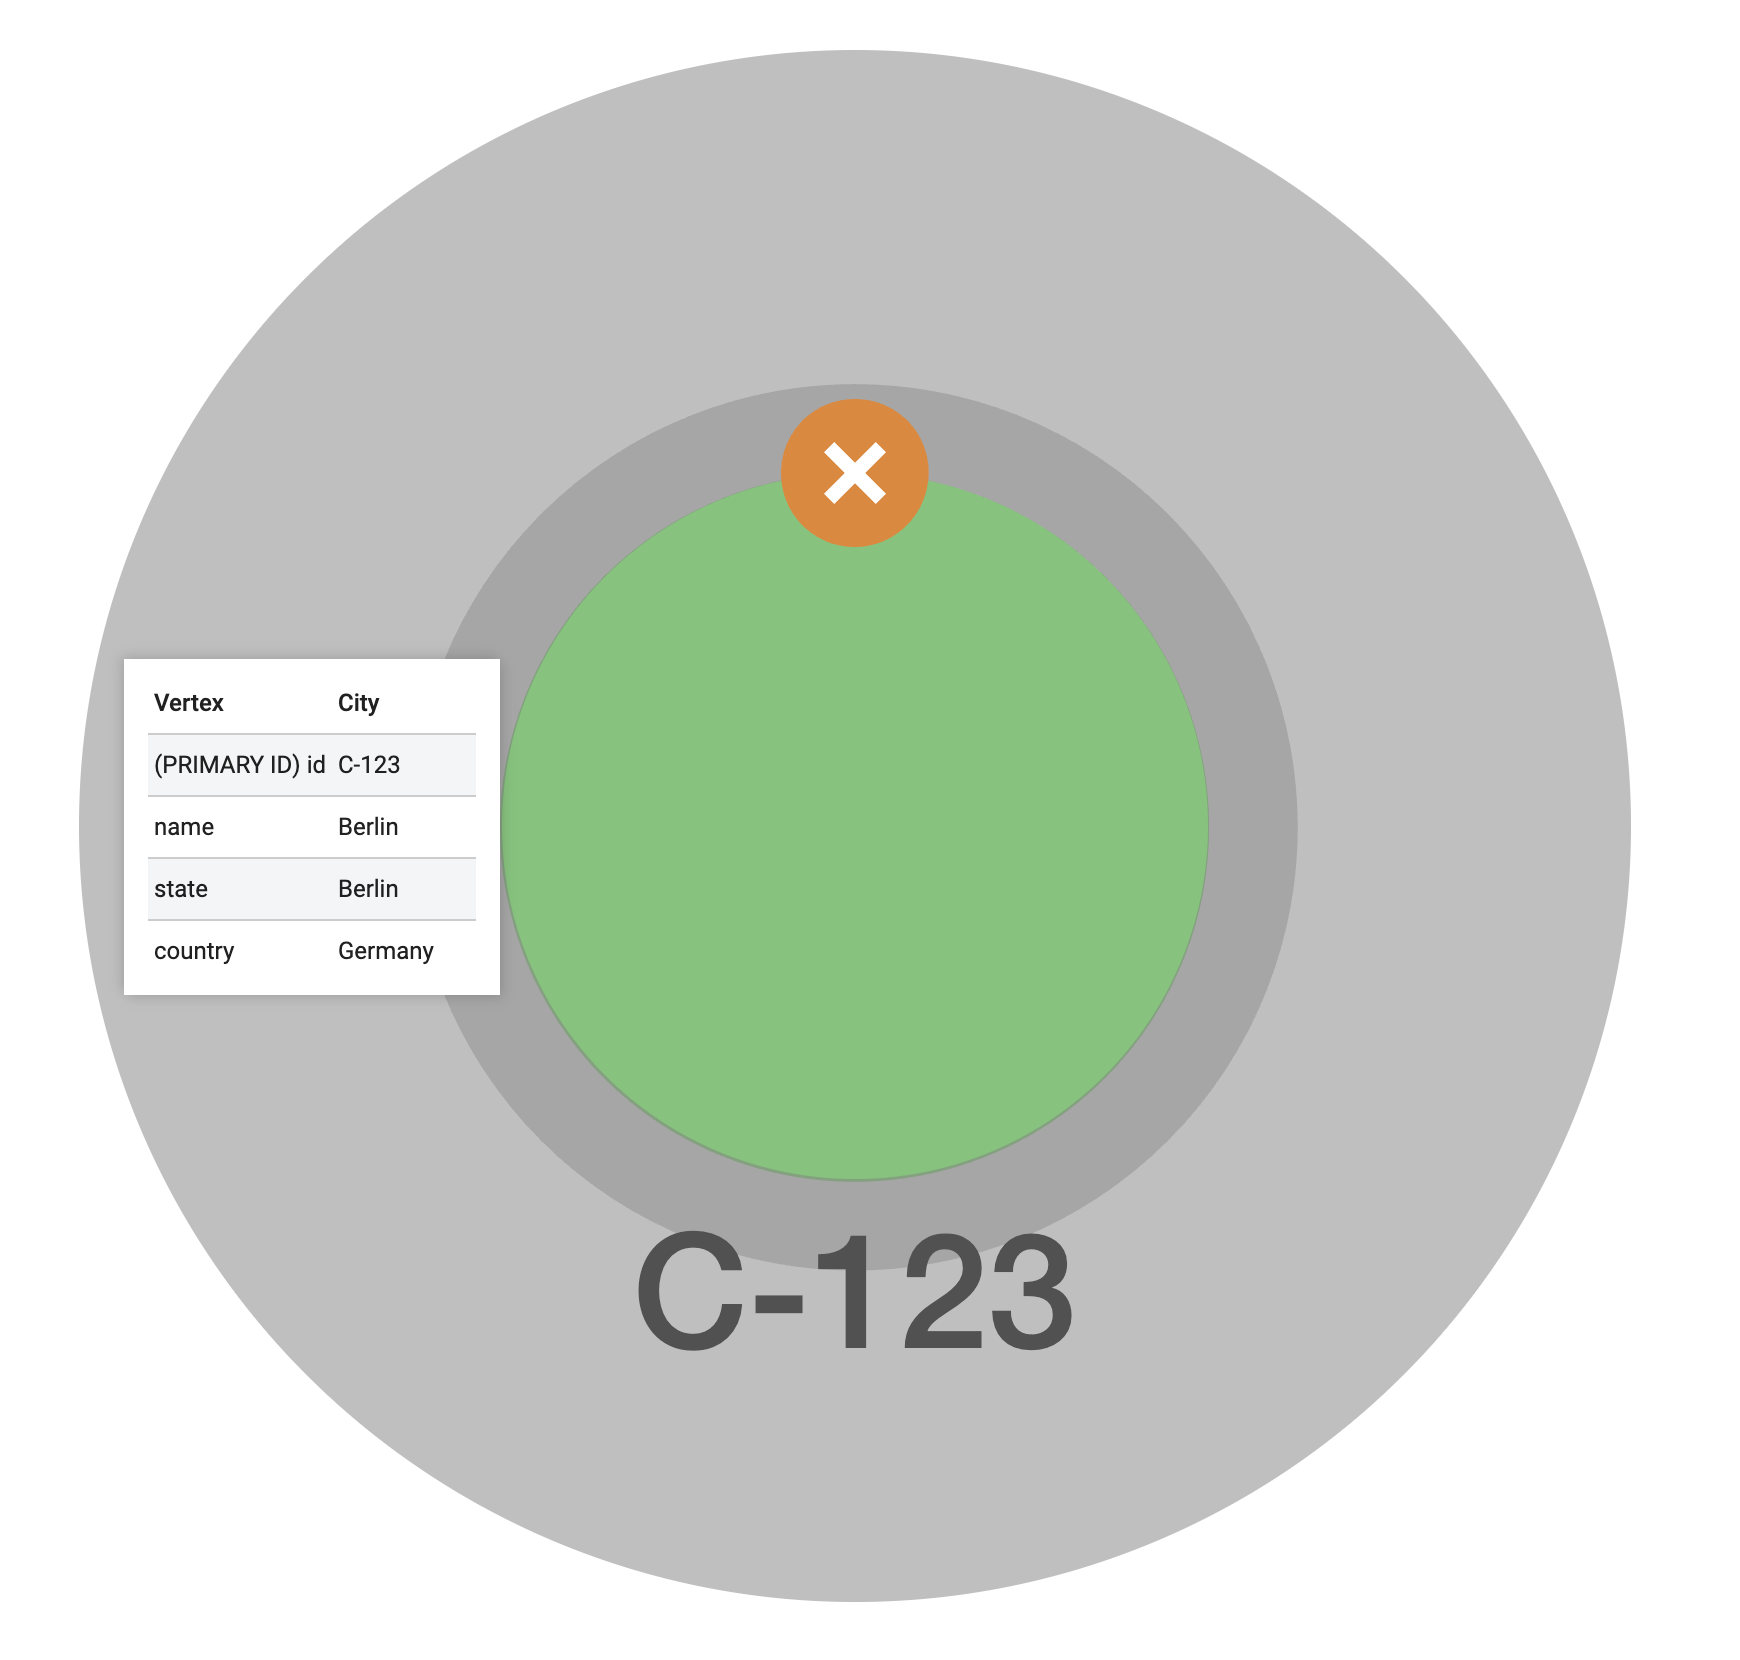 Vertex City
(PRIMARY ID) id C-123
name Berlin
state Berlin
country Germany
C-123